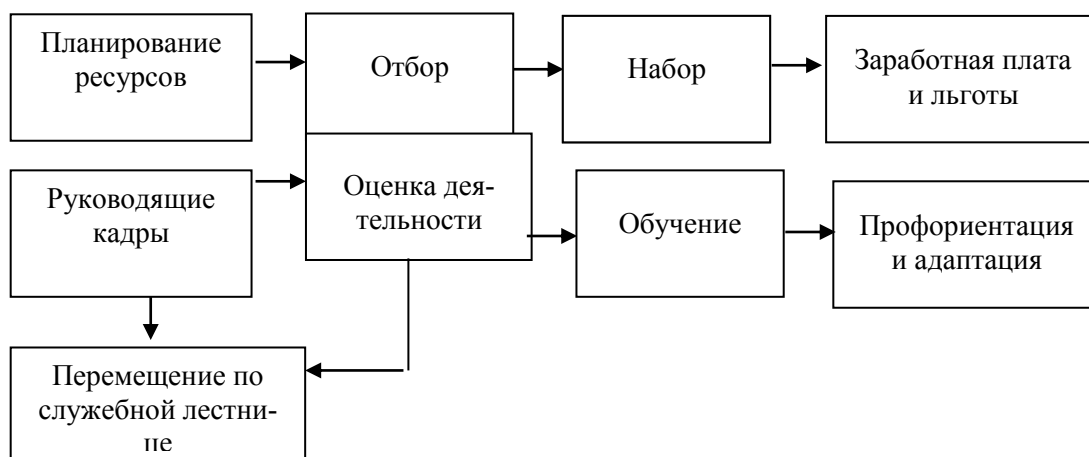 Планирование
ресурсов
Отбор
Набор
Заработная плата
и льготы
Руководящие
кадры
Оценка дея-
тельности
Обучение
Профориентация
и адаптация
Перемещение по
служебной лестни-
це